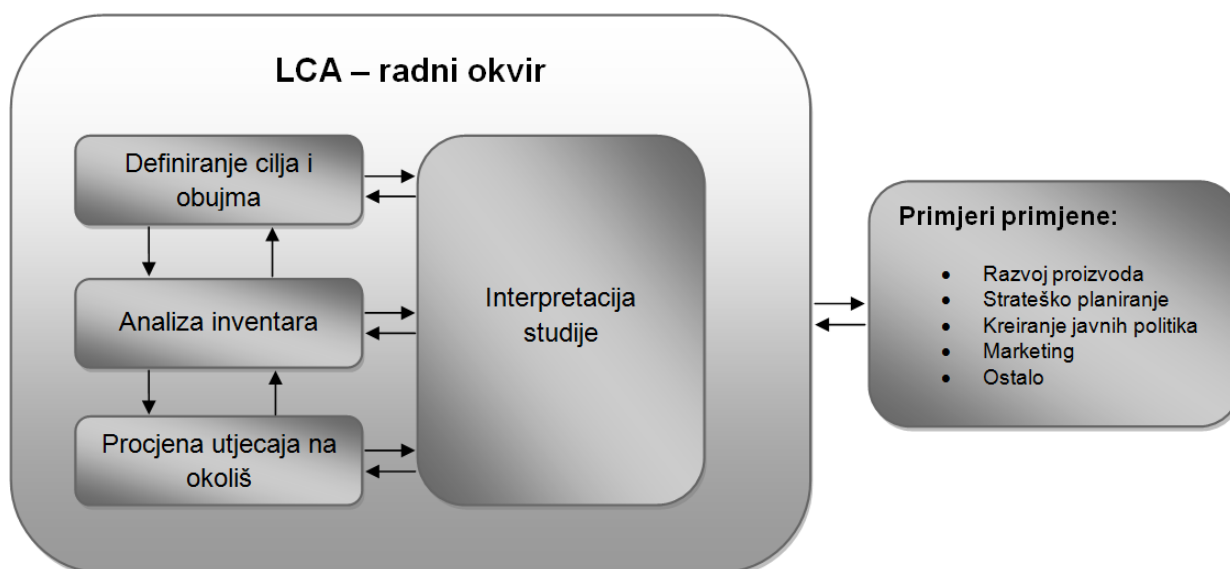 LCA – radni okvir
Definiranje cilja i
obujma
Analiza inventara
Procjena utjecaja na
okoliš
Interpretacija
studije
Primjeri primjene:
• Razvoj proizvoda
• Strateško planiranje
• Kreiranje javnih politika
• Marketing
• Ostalo